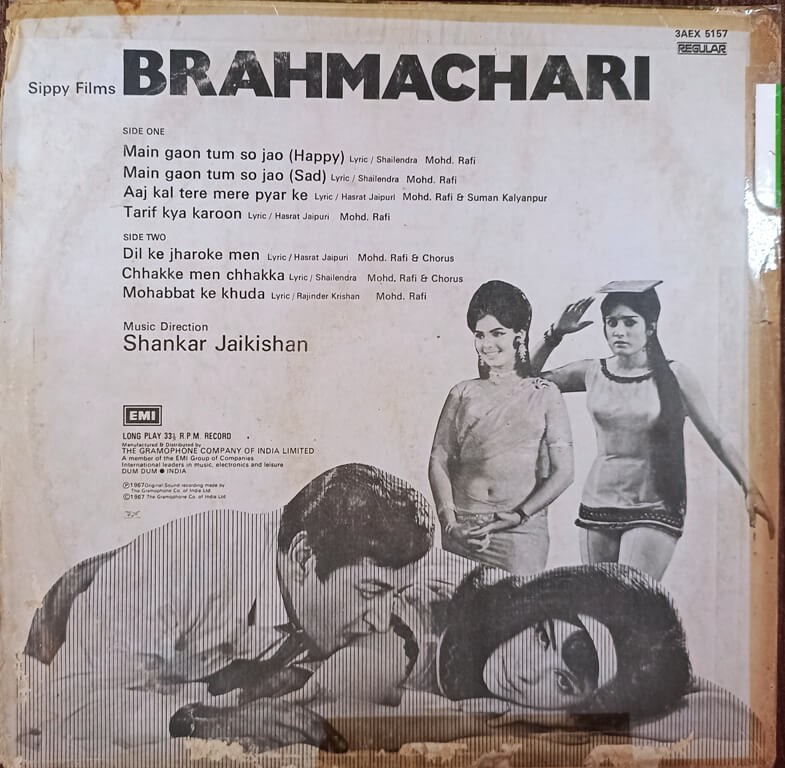 3AEX 5157
REGULAR
Sippy Films BRAHMACHARI
SIDE ONE
Main gaon tum so jao (Happy) Lyric / Shailendra Mohd. Rafi
Main gaon tum so jao (Sad) Lyric / Shailendra Mohd. Rafi
Aaj kal tere mere pyar ke Lyric / Hasrat Jaipuri Mohd. Rafi & Suman Kalyanpur
Tarif kya karoon Lyric / Hasrat Jaipuri Mohd. Rafi
SIDE TWO
Dil ke jharoke men Lyric / Hasrat Jaipuri Mohd. Rafi & Chorus
Chhakke men chhakka Lyric / Shailendra Mohd. Rafi & Chorus
Mohabbat ke khuda Lyric / Rajinder Krishan Mohd. Rafi
Music Direction
Shankar Jaikishan
EMI
LONG PLAY 33⅓ R.P.M. RECORD
Manufactured & Distributed by
THE GRAMOPHONE COMPANY OF INDIA LIMITED
A member of the EMI Group of Companies
International leaders in music, electronics and leisure
DUM DUM ● INDIA
Ⓟ1967 Original Sound recording made by
The Gramophone Co. of India Ltd.
©1967 The Gramophone Co. of India Ltd